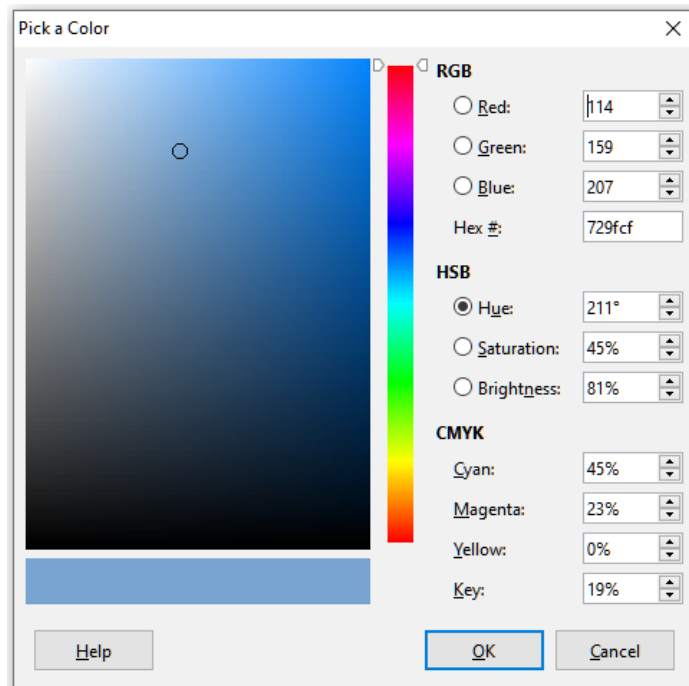 Pick a Color
RGB
Red: 114
Green: 159
Blue: 207
Hex #: 729fcf
HSB
Hue: 211°
Saturation: 45%
Brightness: 81%
CMYK
Cyan: 45%
Magenta: 23%
Yellow: 0%
Key: 19%
Help OK Cancel